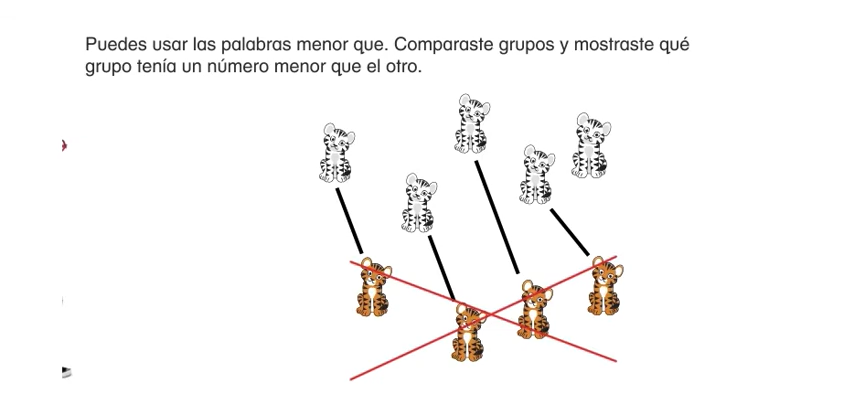 Puedes usar las palabras menor que. Comparaste grupos y mostraste qué
grupo tenía un número menor que el otro.